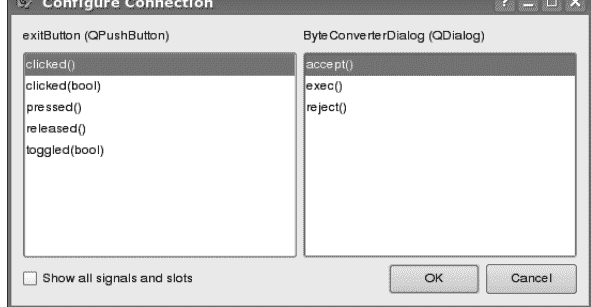 Configure Connection
exitButton (QPushButton)
ByteConverterDialog (QDialog)
clicked()
clicked(bool)
pressed()
released()
toggled(bool)
accept()
exec()
reject()
Show all signals and slots
OK
Cancel